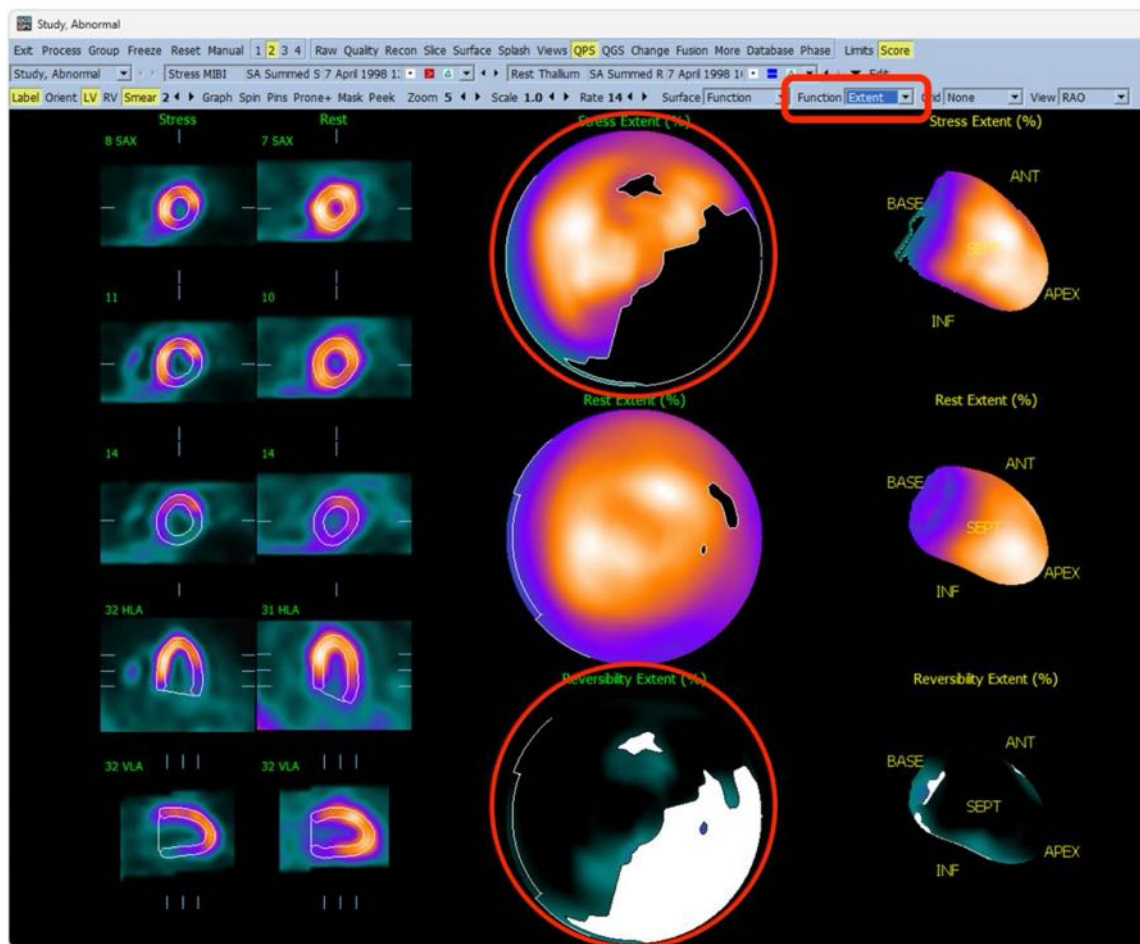 Study, Abnormal
Exit Process Group Freeze Reset Manual 1 2 3 4 Raw Quality Recon Slice Surface Splash Views QPS QGS Change Fusion More Database Phase Limits Score
Study, Abnormal Stress MIBI SA Summed S 7 April 1998 Rest Thallium SA Summed R 7 April 1998 Edit
Label Orient LV RV Smear 2 Graph Spin Pins Prone+ Mask Peek Zoom 5 Scale 1.0 Rate 14 Surface Function Function Extent Grid None View RAO
Stress Rest Stress Extent (%) Stress Extent (%)
8 SAX 7 SAX
ANT
BASE
SEPT
APEX
INF
11 10
Rest Extent (%) Rest Extent (%)
14 14
ANT
BASE
SEPT
APEX
INF
32 HLA 31 HLA
Reversibility Extent (%) Reversibility Extent (%)
32 VLA 32 VLA
ANT
BASE
SEPT
APEX
INF